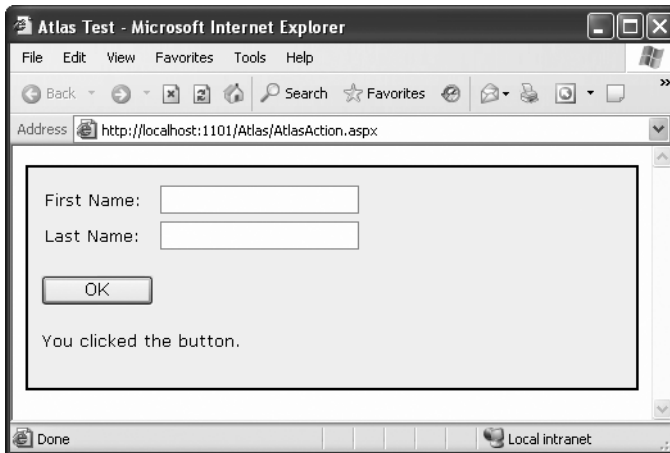 Atlas Test - Microsoft Internet Explorer
File Edit View Favorites Tools Help
Back Search Favorites »
Address http://localhost:1101/Atlas/AtlasAction.aspx
First Name:
Last Name:
OK
You clicked the button.
Done Local intranet